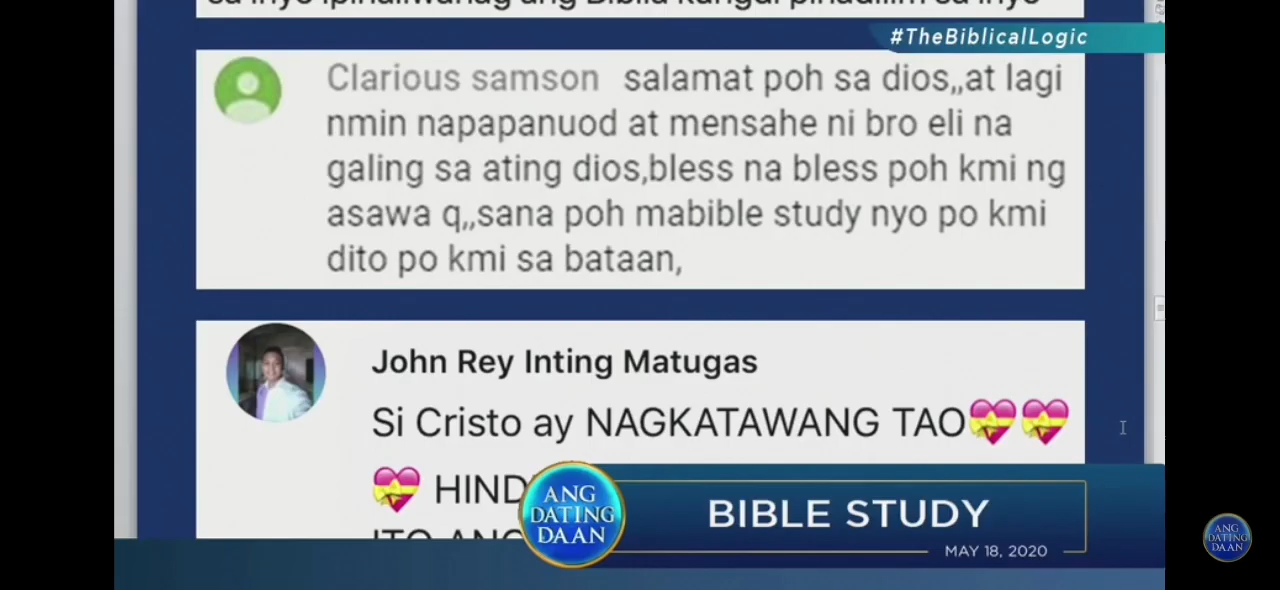 #TheBiblicalLogic
Clarious samson salamat poh sa dios,,at lagi
nmin napapanuod at mensahe ni bro eli na
galing sa ating dios,bless na bless poh kmi ng
asawa q,,sana poh mabible study nyo po kmi
dito po kmi sa bataan,
John Rey Inting Matugas
Si Cristo ay NAGKATAWANG TAO💝💝
💝 HIND
ITO ANG
ANG
DATING
DAAN
BIBLE STUDY
MAY 18, 2020
ANG
DATING
DAAN